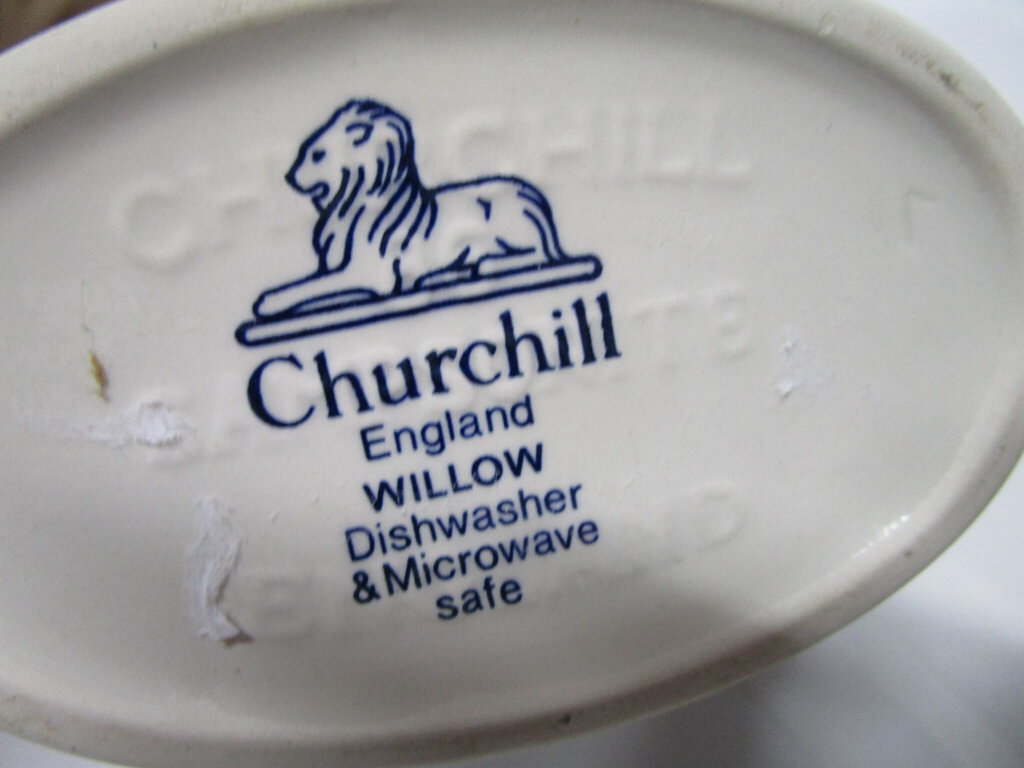 Churchill
England
WILLOW
Dishwasher
&Microwave
safe